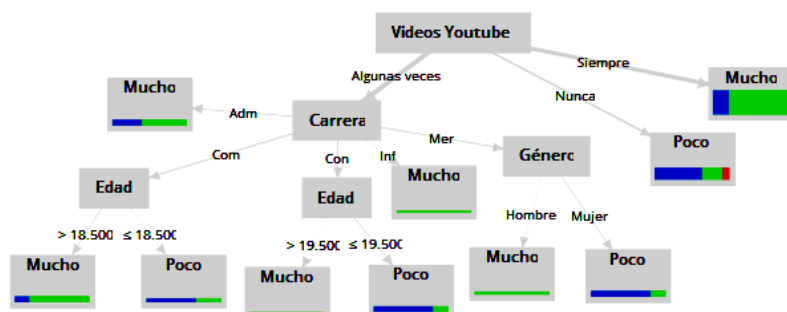 Videos Youtube
Algunas veces
Siempre
Nunca
Mucho
Mucho
Adm
Carrera
Poco
Com
Con
Inf
Mer
Género
Edad
Edad
Mucho
Hombre
Mujer
> 18.500
≤ 18.500
> 19.500
≤ 19.500
Mucho
Poco
Mucho
Poco
Mucho
Poco